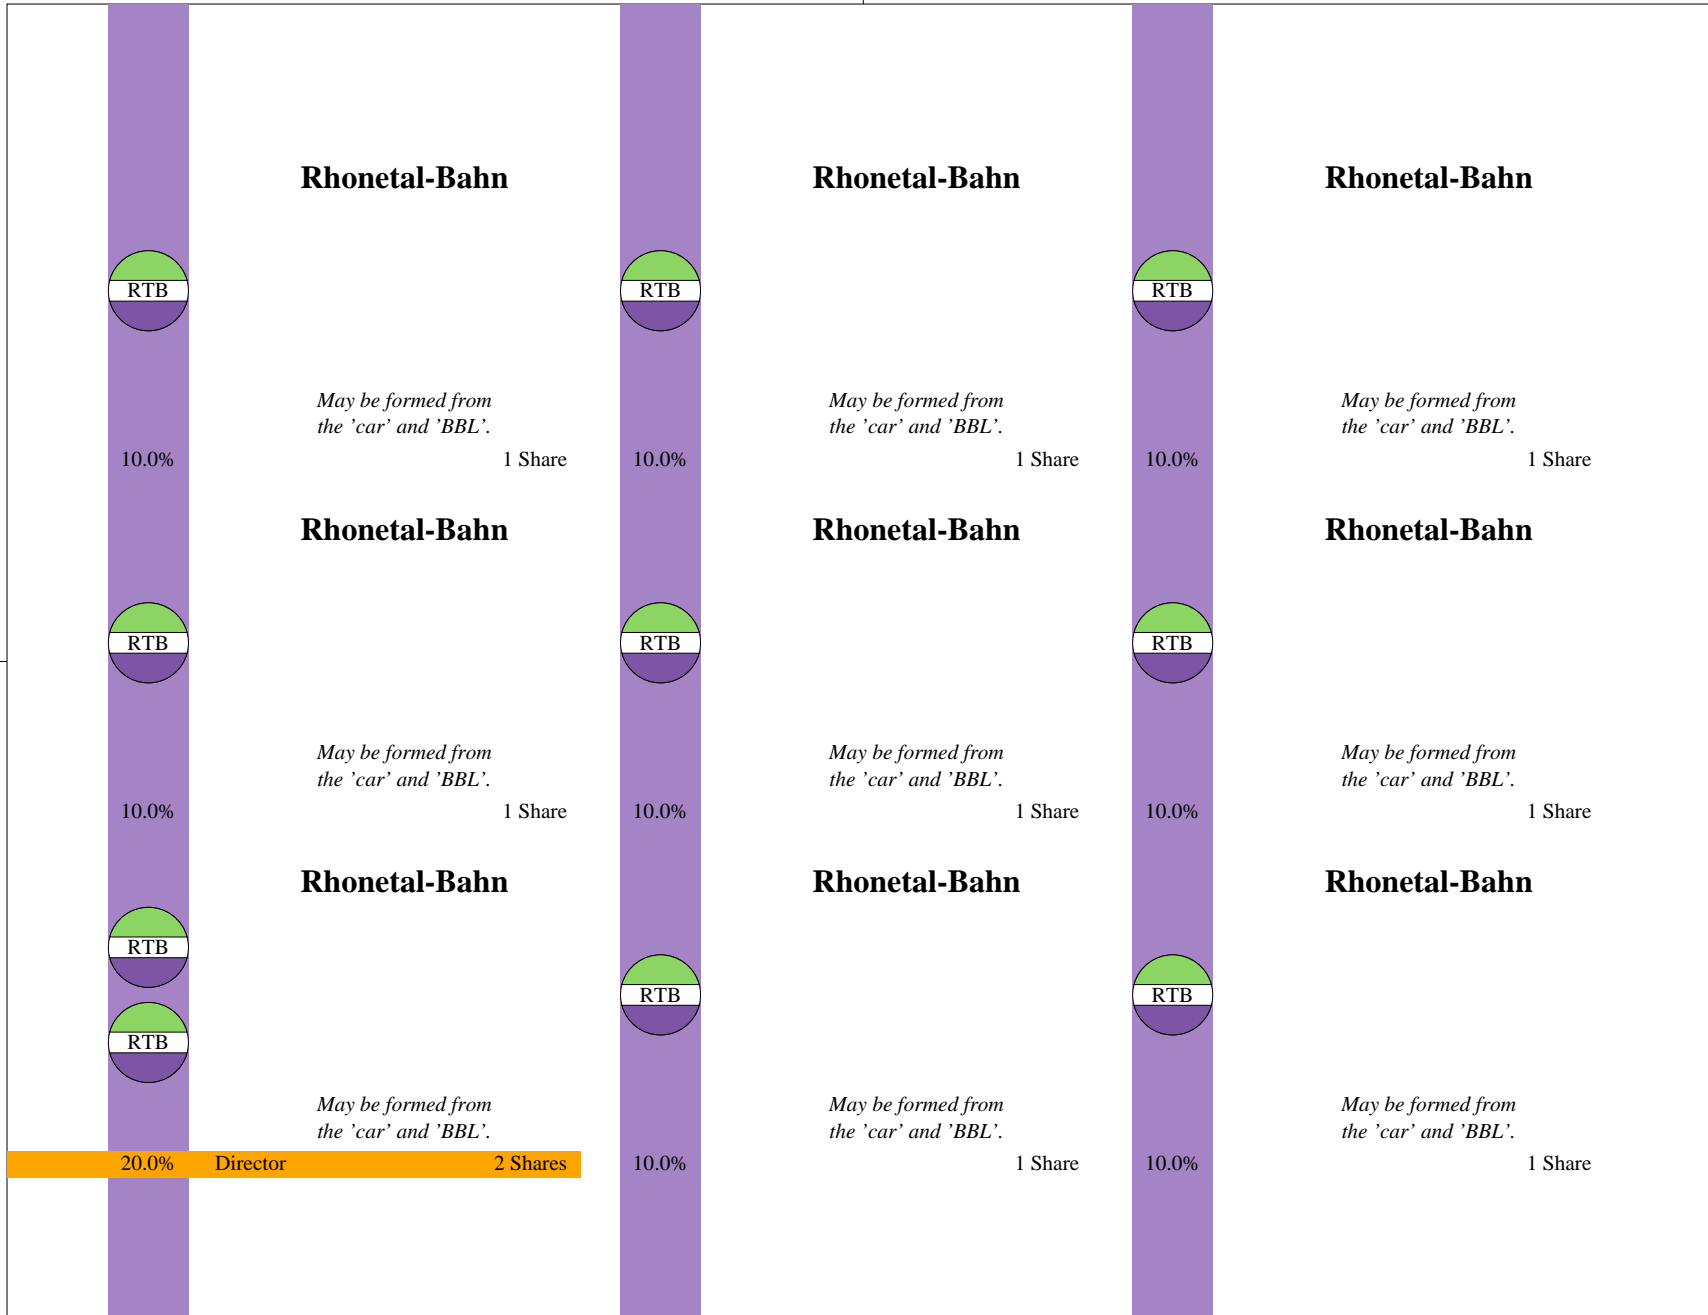 Rhonetal-Bahn Rhonetal-Bahn Rhonetal-Bahn
RTB RTB RTB
May be formed from May be formed from May be formed from
the 'car' and 'BBL'. the 'car' and 'BBL'. the 'car' and 'BBL'.
10.0% 1 Share 10.0% 1 Share 10.0% 1 Share
Rhonetal-Bahn Rhonetal-Bahn Rhonetal-Bahn
RTB RTB RTB
May be formed from May be formed from May be formed from
the 'car' and 'BBL'. the 'car' and 'BBL'. the 'car' and 'BBL'.
10.0% 1 Share 10.0% 1 Share 10.0% 1 Share
Rhonetal-Bahn Rhonetal-Bahn Rhonetal-Bahn
RTB
RTB RTB
RTB
May be formed from May be formed from May be formed from
the 'car' and 'BBL'. the 'car' and 'BBL'. the 'car' and 'BBL'.
20.0% Director 2 Shares 10.0% 1 Share 10.0% 1 Share